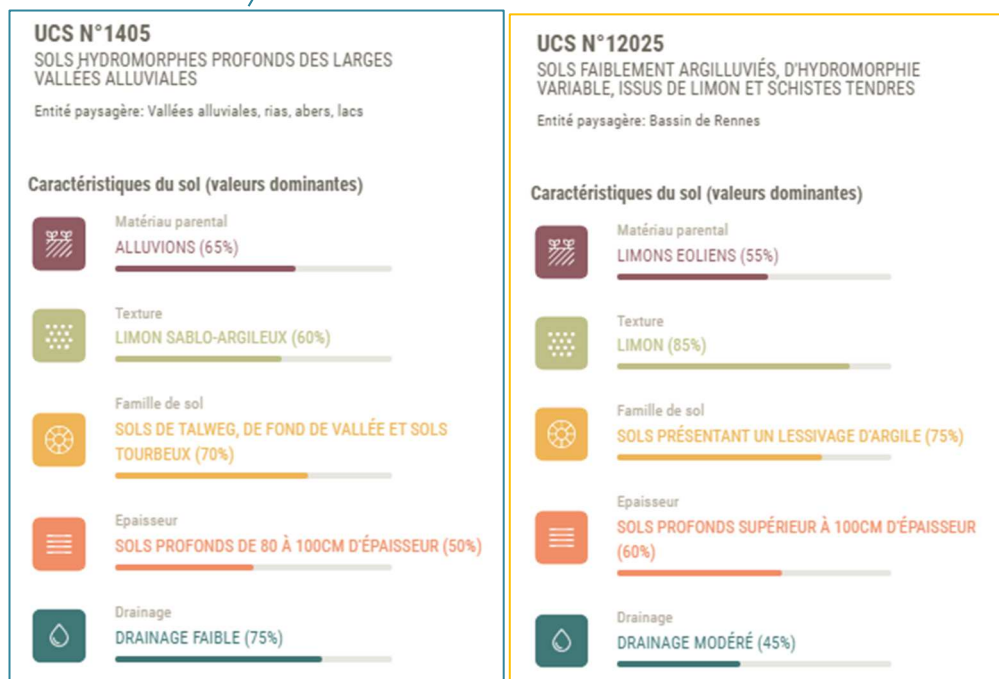 UCS N°1405
SOLS HYDROMORPHES PROFONDS DES LARGES
VALLÉES ALLUVIALES
Entité paysagère: Vallées alluviales, rias, abers, lacs
Caractéristiques du sol (valeurs dominantes)
Matériau parental
ALLUVIONS (65%)
Texture
LIMON SABLO-ARGILEUX (60%)
Famille de sol
SOLS DE TALWEG, DE FOND DE VALLÉE ET SOLS
TOURBEUX (70%)
Epaisseur
SOLS PROFONDS DE 80 À 100CM D'ÉPAISSEUR (50%)
Drainage
DRAINAGE FAIBLE (75%)
UCS N°12025
SOLS FAIBLEMENT ARGILLUVIÉS, D'HYDROMORPHIE
VARIABLE, ISSUS DE LIMON ET SCHISTES TENDRES
Entité paysagère: Bassin de Rennes
Caractéristiques du sol (valeurs dominantes)
Matériau parental
LIMONS EOLIENS (55%)
Texture
LIMON (85%)
Famille de sol
SOLS PRÉSENTANT UN LESSIVAGE D'ARGILE (75%)
Epaisseur
SOLS PROFONDS SUPÉRIEUR À 100CM D'ÉPAISSEUR
(60%)
Drainage
DRAINAGE MODÉRÉ (45%)